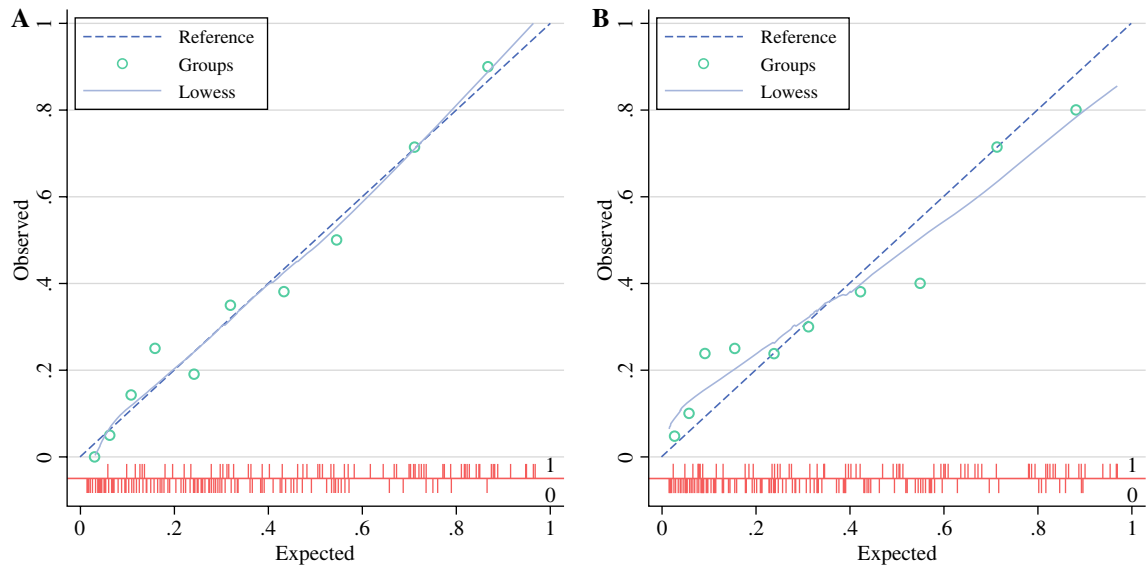 A
Reference
Groups
Lowess
Observed
1
.8
.6
.4
.2
0
1
0
0 .2 .4 .6 .8 1
Expected
B
Reference
Groups
Lowess
Observed
1
.8
.6
.4
.2
0
1
0
0 .2 .4 .6 .8 1
Expected